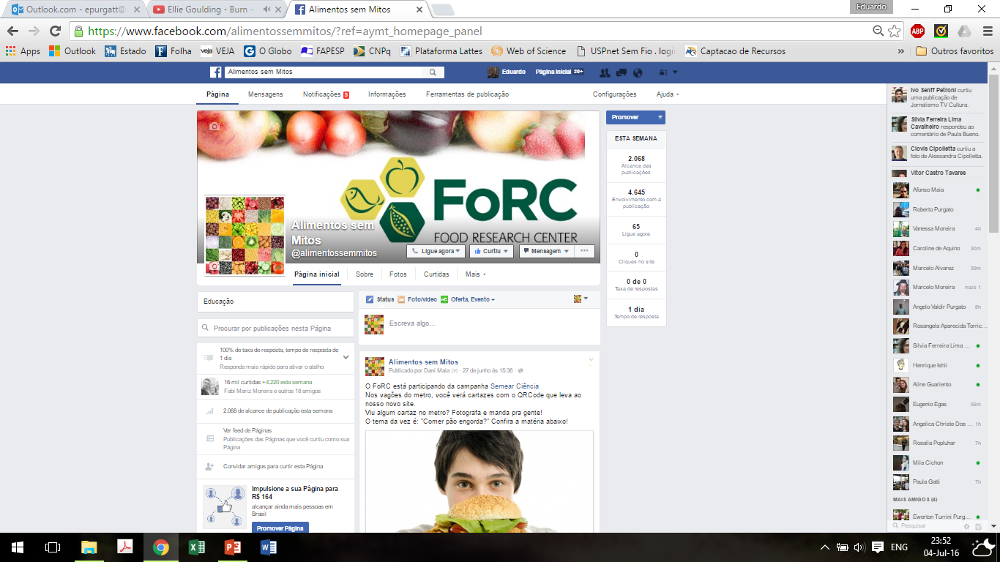 Outlook.com - epurgatt@
Ellie Goulding - Burn -
Alimentos sem Mitos
Eduardo
https://www.facebook.com/alimentossemmitos/?ref=aymt_homepage_panel
ABP
Apps
Outlook
Estado
Folha
VEJA
O Globo
FAPESP
CNPq
Plataforma Lattes
Web of Science
USPnet Sem Fio . logi
Captacao de Recursos
»
Outros favoritos
Alimentos sem Mitos
Eduardo
Página inicial 20+
Página
Mensagens
Notificações 3
Informações
Ferramentas de publicação
Configurações
Ajuda
FoRC
FOOD RESEARCH CENTER
Alimentos sem
Mitos
@alimentossemmitos
Ligue agora
Curtiu
Mensagem
Página inicial
Sobre
Fotos
Curtidas
Mais
Promover
ESTA SEMANA
2.068
Alcance das
publicações
4.645
Envolvimento com a
publicação
65
Ligue agora
0
Cliques no site
0 de 0
Taxa de respostas
1 dia
Tempo de resposta
Educação
Procurar por publicações nesta Página
100% de taxa de resposta, tempo de resposta de
1 dia
Responda mais rápido para ativar o atalho
16 mil curtidas +4.220 esta semana
Fabi Mariz Moreira e outros 18 amigos
2.068 de alcance de publicação esta semana
Ver feed de Páginas
Publicações das Páginas que você curtiu como sua
Página
Convidar amigos para curtir esta Página
Impulsione a sua Página para
R$ 164
alcançar ainda mais pessoas em
Brasil
Promover Página
Status
Foto/vídeo
Oferta, Evento +
Escreva algo...
Alimentos sem Mitos
Publicado por Dani Maia [?] · 27 de junho às 15:36 ·
O FoRC está participando da campanha Semear Ciência
Nos vagões do metro, você verá cartazes com o QRCode que leva ao
nosso novo site.
Viu algum cartaz no metro? Fotografa e manda pra gente!
O tema da vez é: "Comer pão engorda?" Confira a matéria abaixo!
Ivo Senff Petroni curtiu
uma publicação de
Jornalismo TV Cultura.
Silvia Ferreira Lima
Cavalheiro respondeu ao
comentário de Paula Bueno.
Clovis Cipolletta curtiu a
foto de Alessandra Cipolletta.
Vitor Castro Tavares
Afonso Maia
Roberto Purgato
Vanessa Moreira 4h
Caroline de Aquino 30m
Marcelo Alvarez 39m
Marcelo Moreira mais 1
Angelo Valdir Purgato 8h
Rosangela Aparecida Torric...
Silvia Ferreira Lima ...
Henrique Ishii
Aline Guariento
Eugenio Egas 56m
Angelica Christe Dos ... 1h
Rosalia Popluhar 7h
Mila Cichon
Paula Gatti 7h
MAIS AMIGOS (4)
Ewerton Turrini Purg...
Pesquisar
ENG
23:52
04-Jul-16